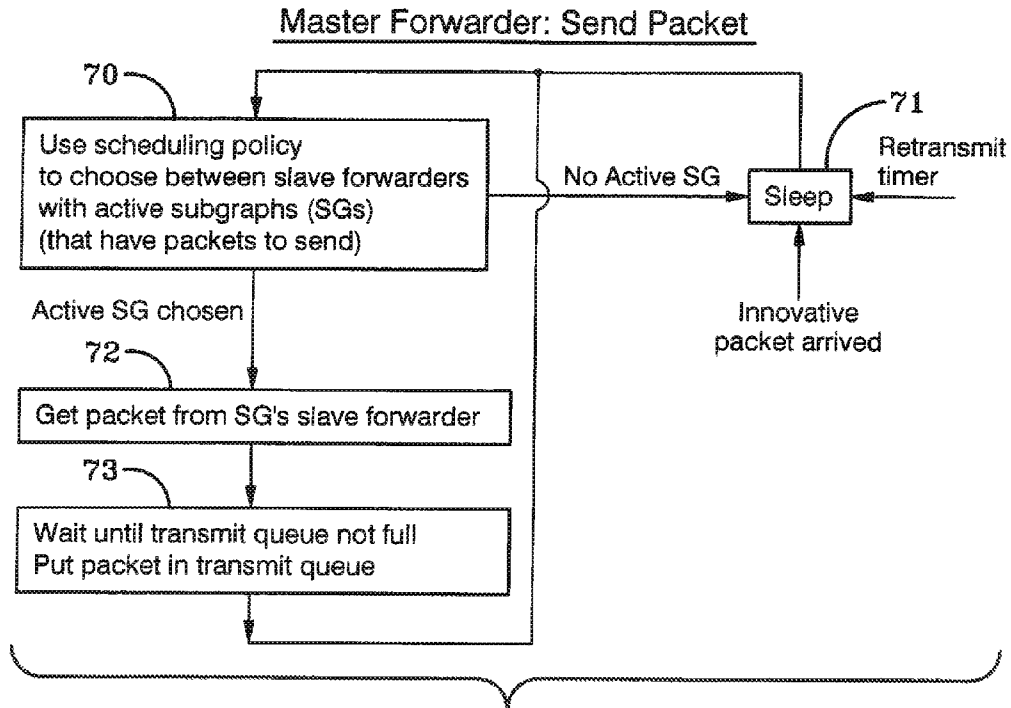 Master Forwarder: Send Packet
70
71
Use scheduling policy
to choose between slave forwarders
with active subgraphs (SGs)
(that have packets to send)
No Active SG
Sleep
Retransmit
timer
Active SG chosen
Innovative
packet arrived
72
Get packet from SG's slave forwarder
73
Wait until transmit queue not full
Put packet in transmit queue